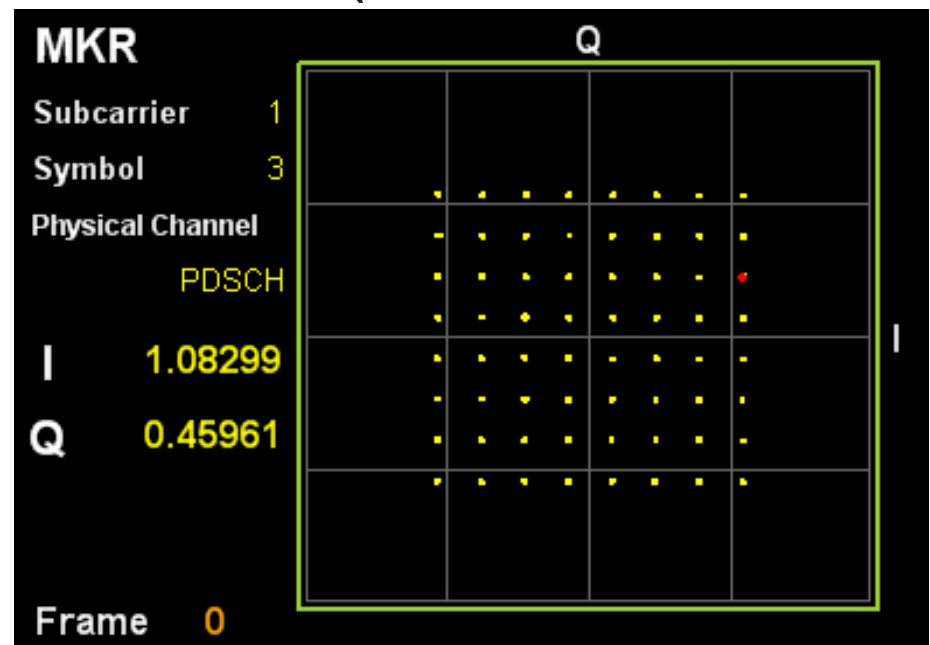 MKR
Q
Subcarrier 1
Symbol 3
Physical Channel
PDSCH
I 1.08299
I
Q 0.45961
Frame 0